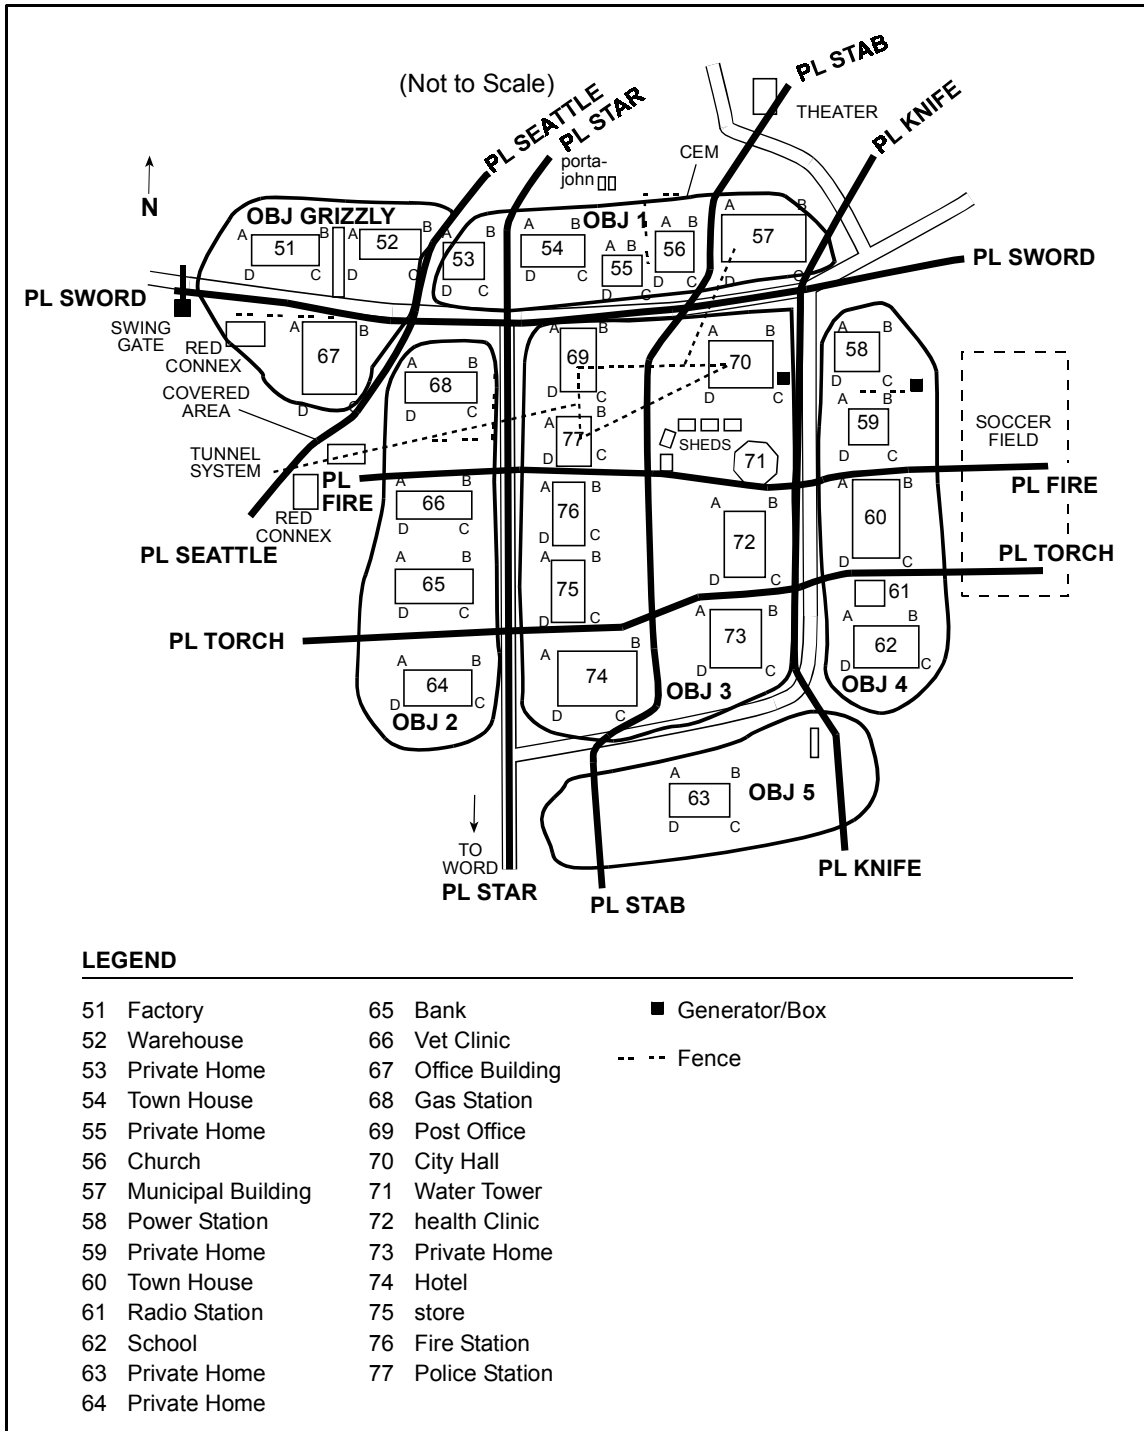 (Not to Scale)
PL SEATTLE
PL STAR
PL STAB
PL KNIFE
THEATER
porta-
john
CEM
N
OBJ GRIZZLY
OBJ 1
A B
51
D C
A B
52
D C
A B
53
D C
A B
54
D C
A B
55
D C
A B
56
D C
A B
57
D C
PL SWORD
PL SWORD
SWING
GATE
RED
CONNEX
COVERED
AREA
TUNNEL
SYSTEM
A B
67
D C
A B
68
D C
A B
69
D C
A B
70
D C
A B
58
D C
A B
59
D C
SOCCER
FIELD
B
A
77
D C
SHEDS
71
PL
FIRE
PL FIRE
RED
CONNEX
PL SEATTLE
A B
66
D C
A B
76
D C
A B
72
D C
A B
60
D C
PL TORCH
A B
65
D C
A B
75
D C
61
PL TORCH
A B
64
D C
OBJ 2
A B
74
D C
A B
73
D C
OBJ 3
A B
62
D C
OBJ 4
A B
63
D C
OBJ 5
TO
WORD
PL STAR
PL STAB
PL KNIFE
LEGEND
51 Factory
52 Warehouse
53 Private Home
54 Town House
55 Private Home
56 Church
57 Municipal Building
58 Power Station
59 Private Home
60 Town House
61 Radio Station
62 School
63 Private Home
64 Private Home
65 Bank
66 Vet Clinic
67 Office Building
68 Gas Station
69 Post Office
70 City Hall
71 Water Tower
72 health Clinic
73 Private Home
74 Hotel
75 store
76 Fire Station
77 Police Station
Generator/Box
Fence